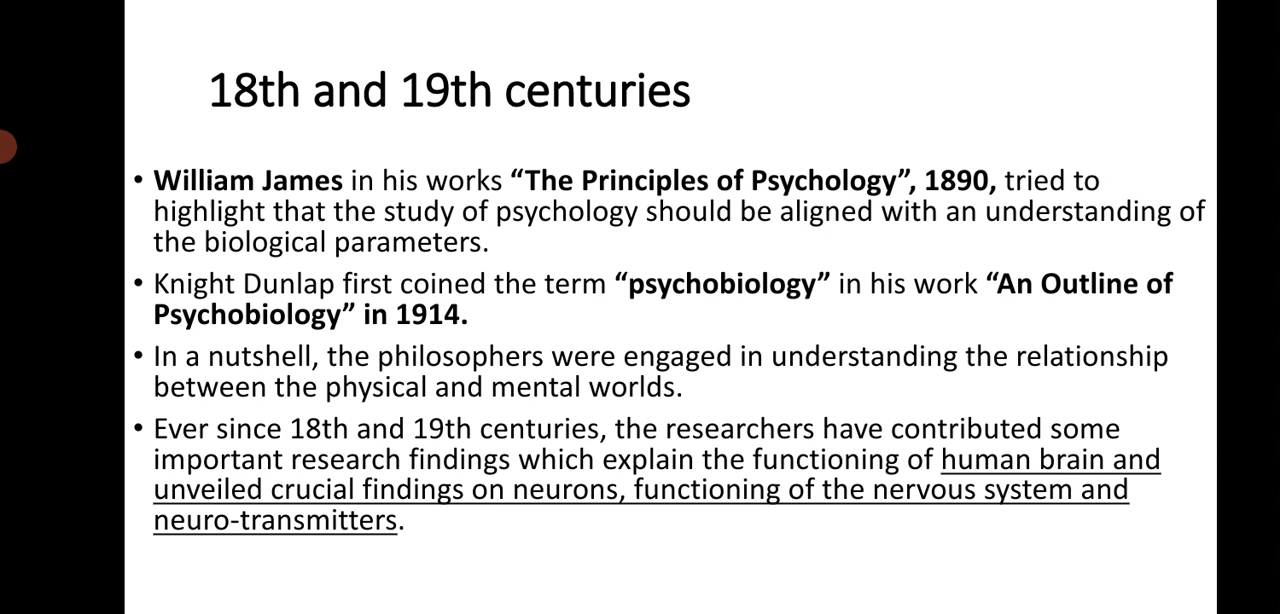 18th and 19th centuries
• William James in his works “The Principles of Psychology”, 1890, tried to
highlight that the study of psychology should be aligned with an understanding of
the biological parameters.
• Knight Dunlap first coined the term “psychobiology” in his work “An Outline of
Psychobiology” in 1914.
• In a nutshell, the philosophers were engaged in understanding the relationship
between the physical and mental worlds.
• Ever since 18th and 19th centuries, the researchers have contributed some
important research findings which explain the functioning of human brain and
unveiled crucial findings on neurons, functioning of the nervous system and
neuro-transmitters.